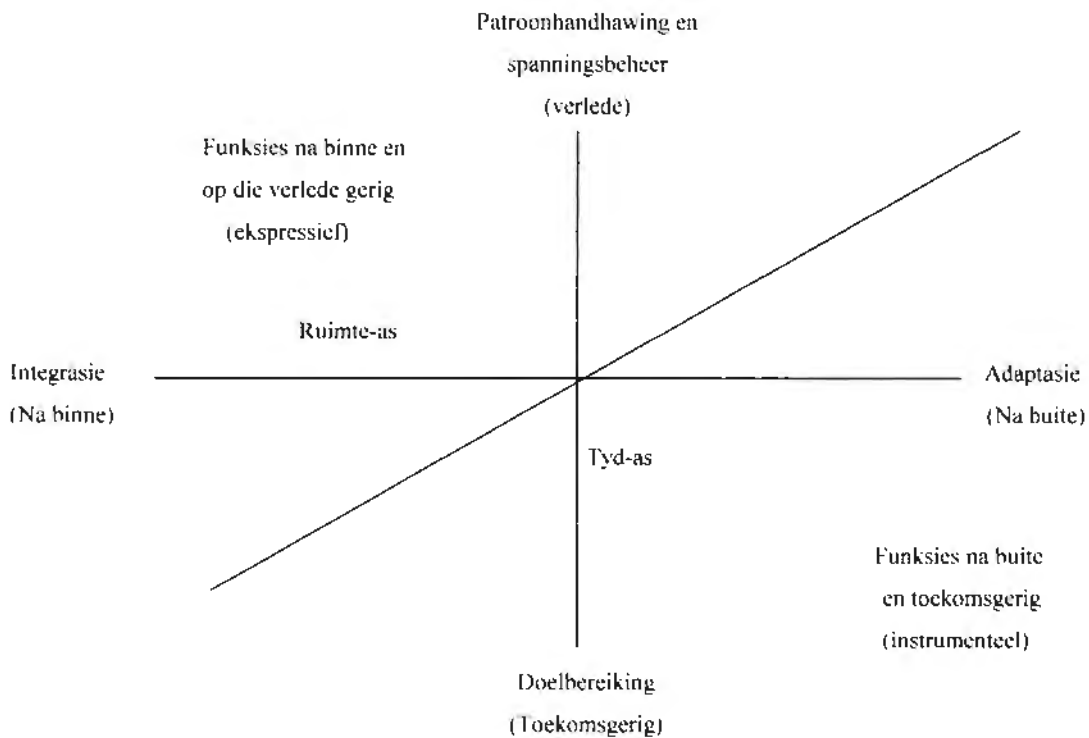 Patroonhandhawing en
spanningsbeheer
(verlede)
Funksies na binne en
op die verlede gerig
(ekspressief)
Ruimte-as
Integrasie
(Na binne)
Adaptasie
(Na buite)
Tyd-as
Funksies na buite
en toekomsgerig
(instrumenteel)
Doelbereiking
(Toekomsgerig)